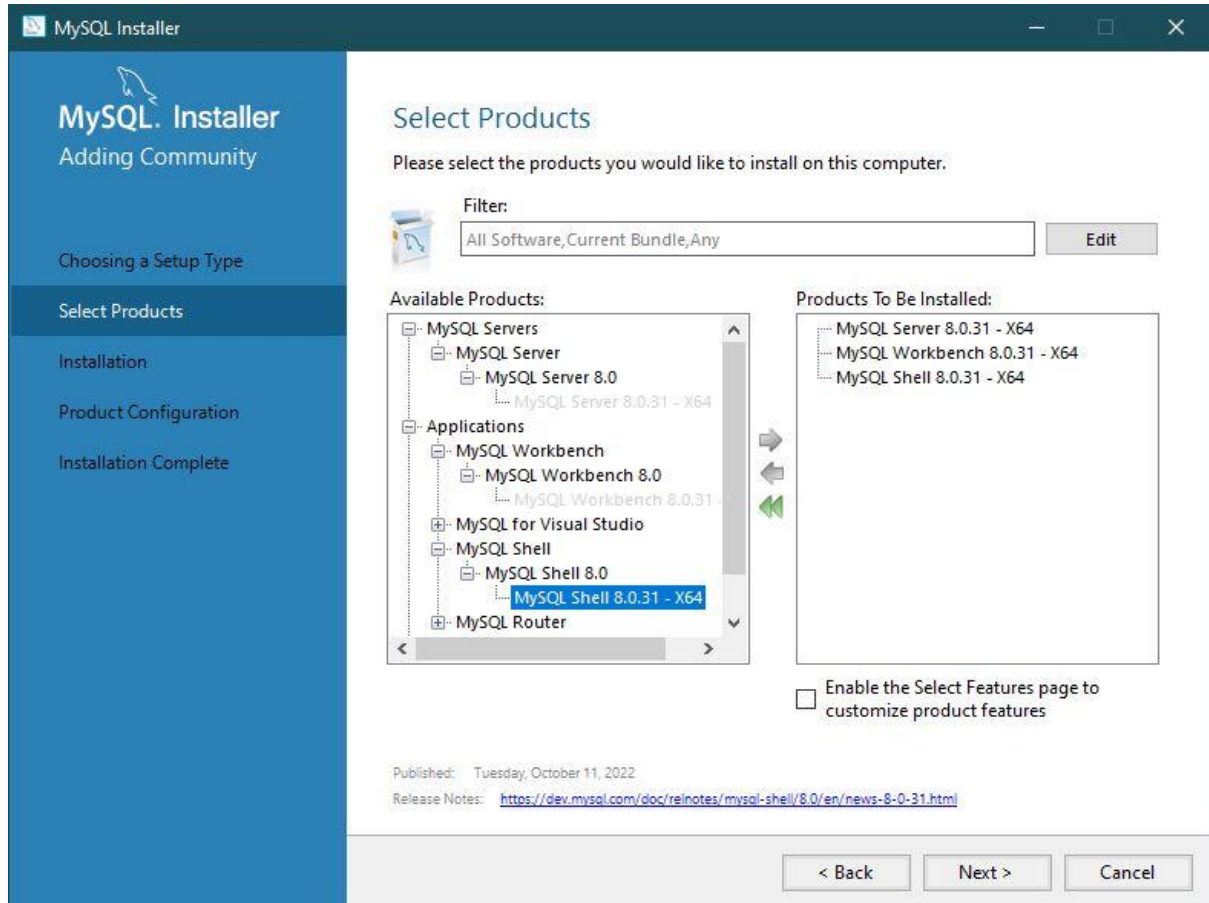 MySQL Installer
MySQL. Installer
Adding Community
Choosing a Setup Type
Select Products
Installation
Product Configuration
Installation Complete
Select Products
Please select the products you would like to install on this computer.
Filter:
All Software,Current Bundle,Any
Edit
Available Products:
MySQL Servers
MySQL Server
MySQL Server 8.0
MySQL Server 8.0.31 - X64
Applications
MySQL Workbench
MySQL Workbench 8.0
MySQL Workbench 8.0.31
MySQL for Visual Studio
MySQL Shell
MySQL Shell 8.0
MySQL Shell 8.0.31 - X64
MySQL Router
Products To Be Installed:
MySQL Server 8.0.31 - X64
MySQL Workbench 8.0.31 - X64
MySQL Shell 8.0.31 - X64
Enable the Select Features page to
customize product features
Published: Tuesday, October 11, 2022
Release Notes: https://dev.mysql.com/doc/relnotes/mysql-shell/8.0/en/news-8-0-31.html
< Back
Next >
Cancel